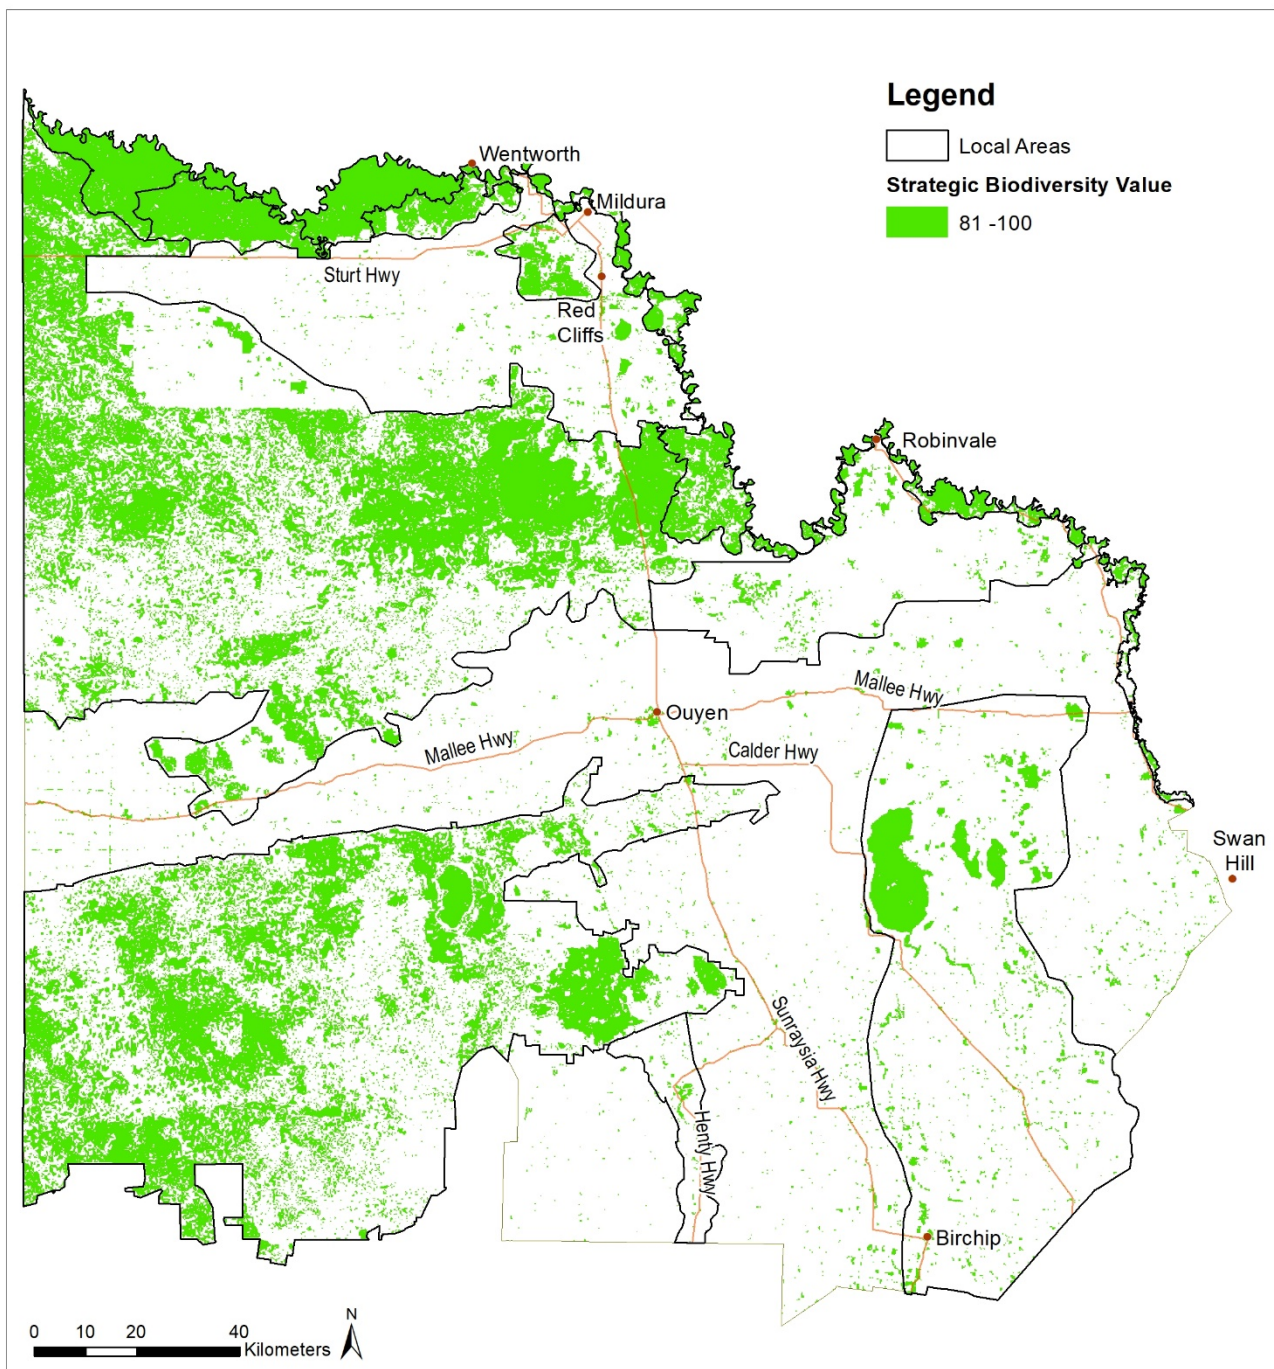 Legend
Local Areas
Strategic Biodiversity Value
81 -100
Wentworth
Mildura
Sturt Hwy
Red
Cliffs
Robinvale
Mallee Hwy
Ouyen
Mallee Hwy
Calder Hwy
Swan
Hill
Sunraysia Hwy
Henty Hwy
Birchip
0 10 20 40
Kilometers
N